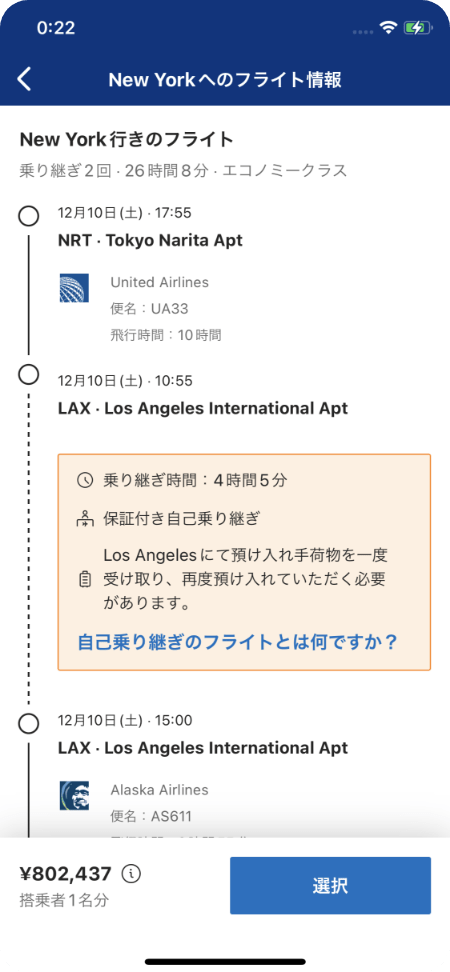 0:22
New Yorkへのフライト情報
New York行きのフライト
乗り継ぎ2回 · 26時間8分 · エコノミークラス
12月10日(土) · 17:55
NRT · Tokyo Narita Apt
United Airlines
便名：UA33
飛行時間：10時間
12月10日(土) · 10:55
LAX · Los Angeles International Apt
乗り継ぎ時間：4時間5分
保証付き自己乗り継ぎ
Los Angelesにて預け入れ手荷物を一度
受け取り、再度預け入れていただく必要
があります。
自己乗り継ぎのフライトとは何ですか？
12月10日(土) · 15:00
LAX · Los Angeles International Apt
Alaska Airlines
便名：AS611
¥802,437
搭乗者1名分
選択